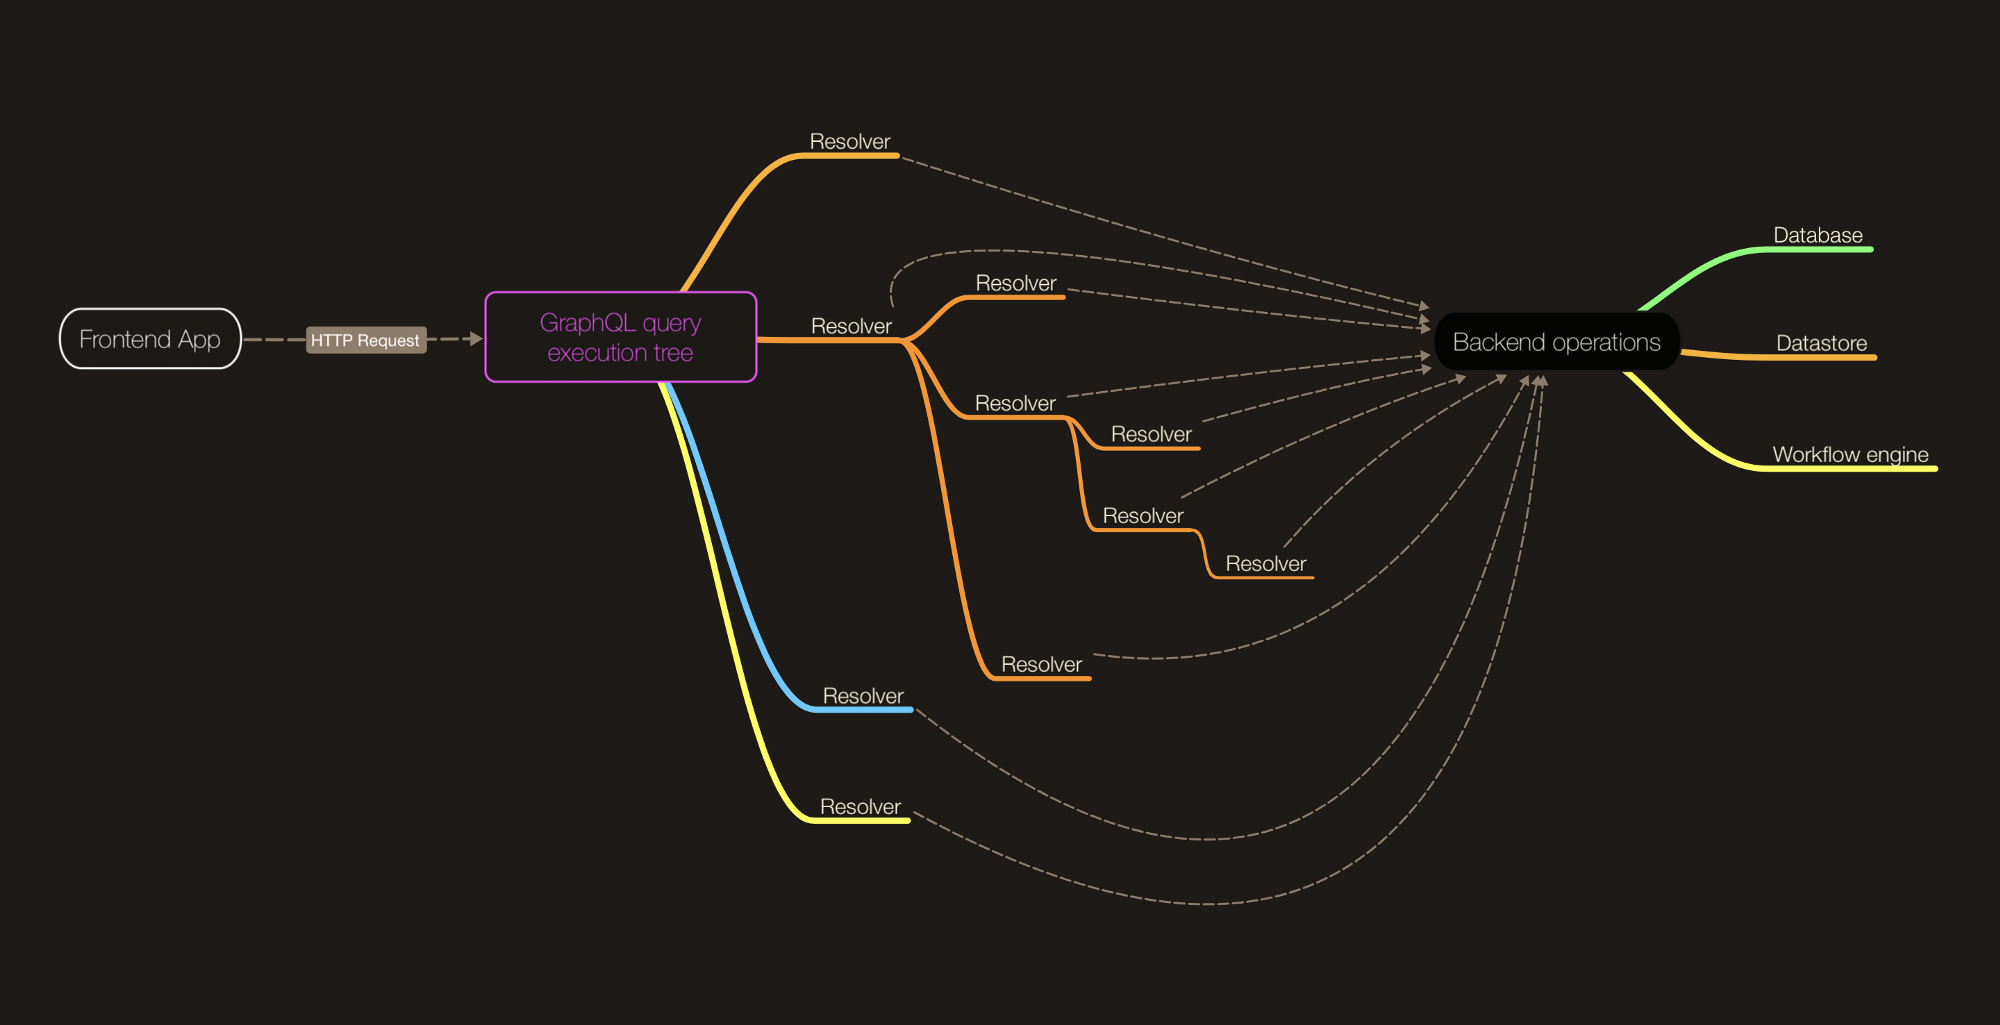 Frontend App
HTTP Request
GraphQL query
execution tree
Resolver
Resolver
Resolver
Resolver
Resolver
Resolver
Resolver
Resolver
Resolver
Resolver
Backend operations
Database
Datastore
Workflow engine